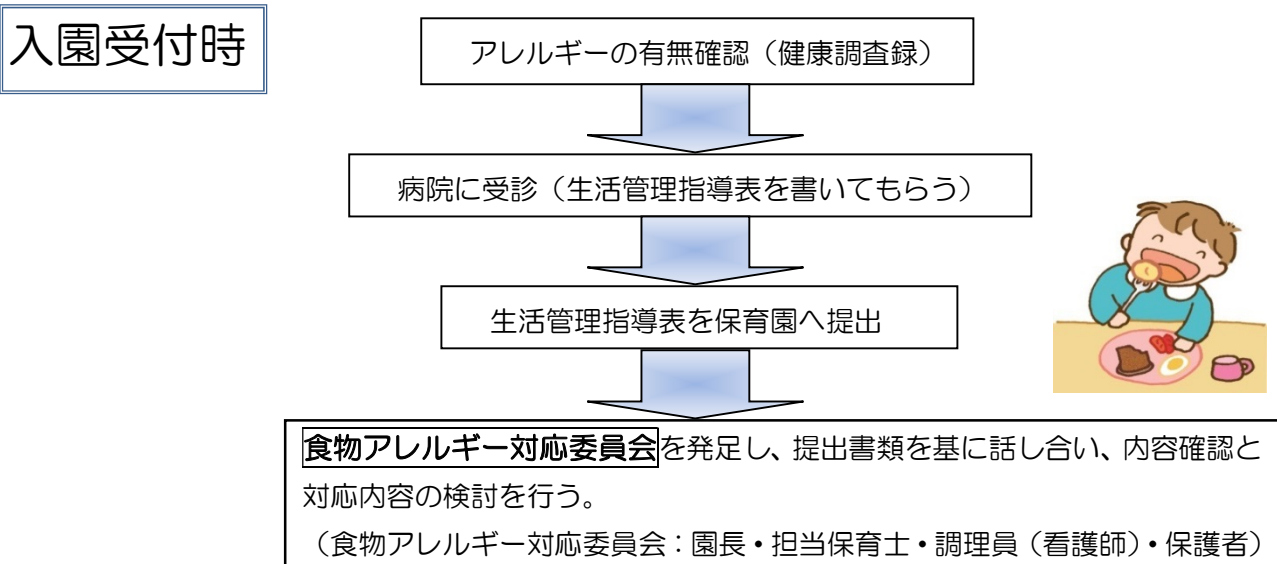 入園受付時
アレルギーの有無確認（健康調査録）
病院に受診（生活管理指導表を書いてもらう）
生活管理指導表を保育園へ提出
食物アレルギー対応委員会を発足し、提出書類を基に話し合い、内容確認と
対応内容の検討を行う。
（食物アレルギー対応委員会：園長・担当保育士・調理員（看護師）・保護者）